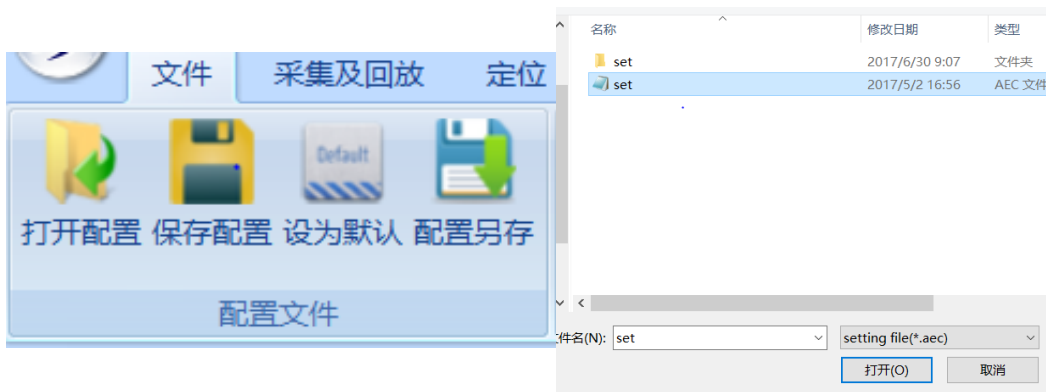 文件 采集及回放 定位
Default
打开配置 保存配置 设为默认 配置另存
配置文件
名称 修改日期 类型
set 2017/6/30 9:07 文件夹
set 2017/5/2 16:56 AEC 文件
件名(N): set setting file(*.aec)
打开(O) 取消